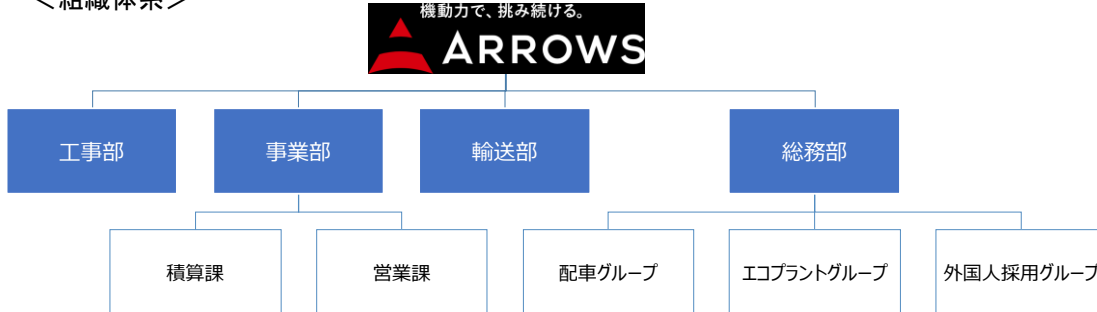 ＜組織体系＞
機動力で、挑み続ける。
ARROWS
工事部
事業部
輸送部
総務部
積算課
営業課
配車グループ
エコプラントグループ
外国人採用グループ